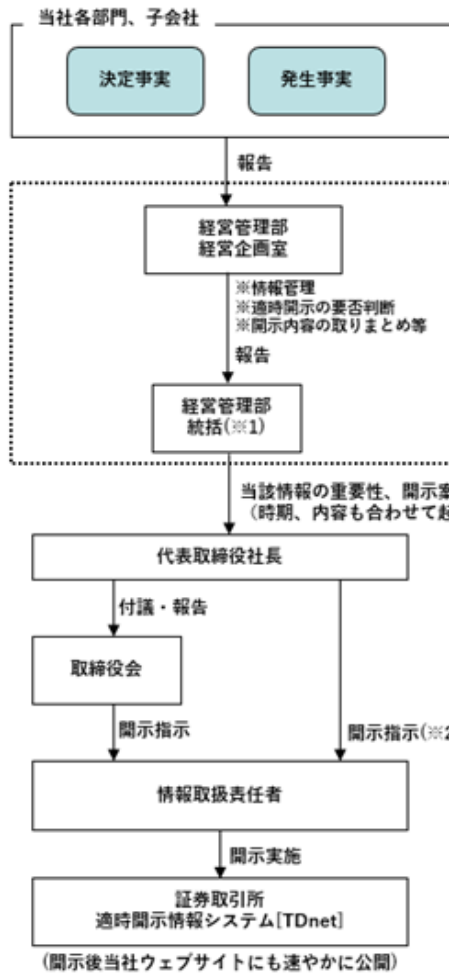 当社各部門、子会社
決定事実
発生事実
報告
経営管理部
経営企画室
※情報管理
※適時開示の要否判断
※開示内容の取りまとめ等
報告
経営管理部
統括(※1)
当該情報の重要性、開示案
（時期、内容も合わせて起
代表取締役社長
付議・報告
取締役会
開示指示
開示指示(※2
情報取扱責任者
開示実施
証券取引所
適時開示情報システム[TDnet]
(開示後当社ウェブサイトにも速やかに公開)